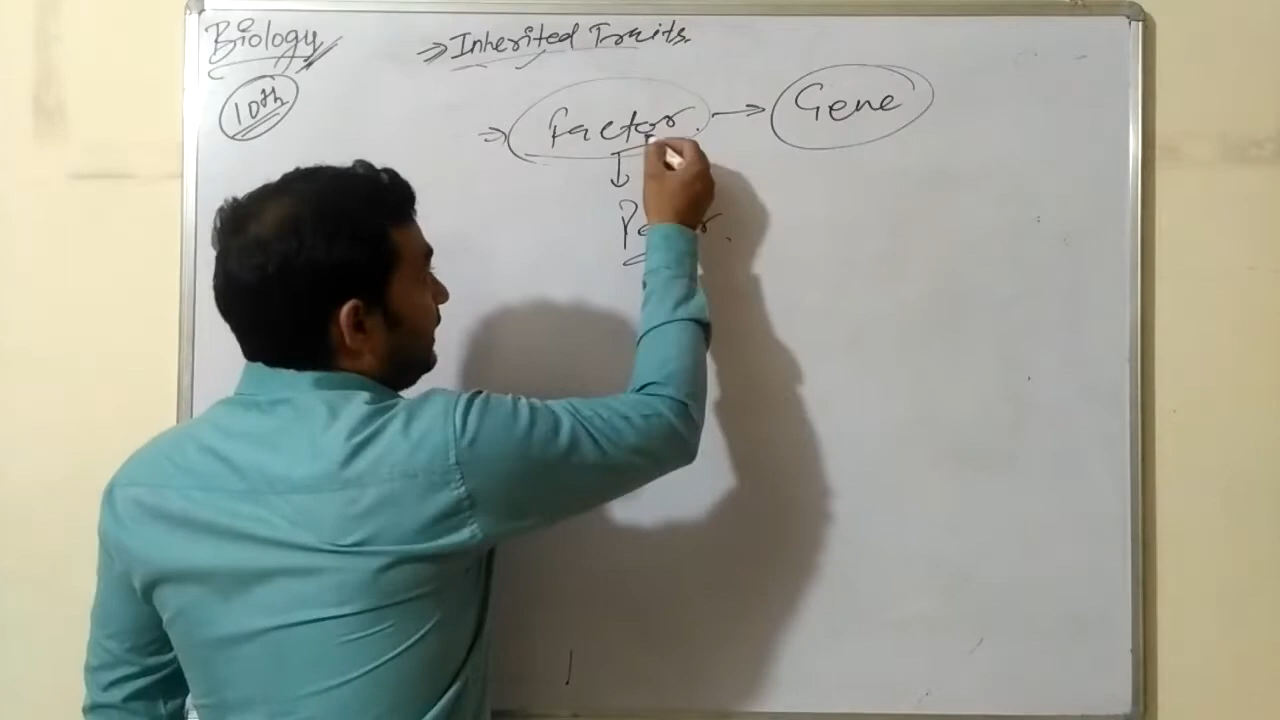 Biology
⇒ Inherited Traits.
10th
⇒ factor. → Gene
↓